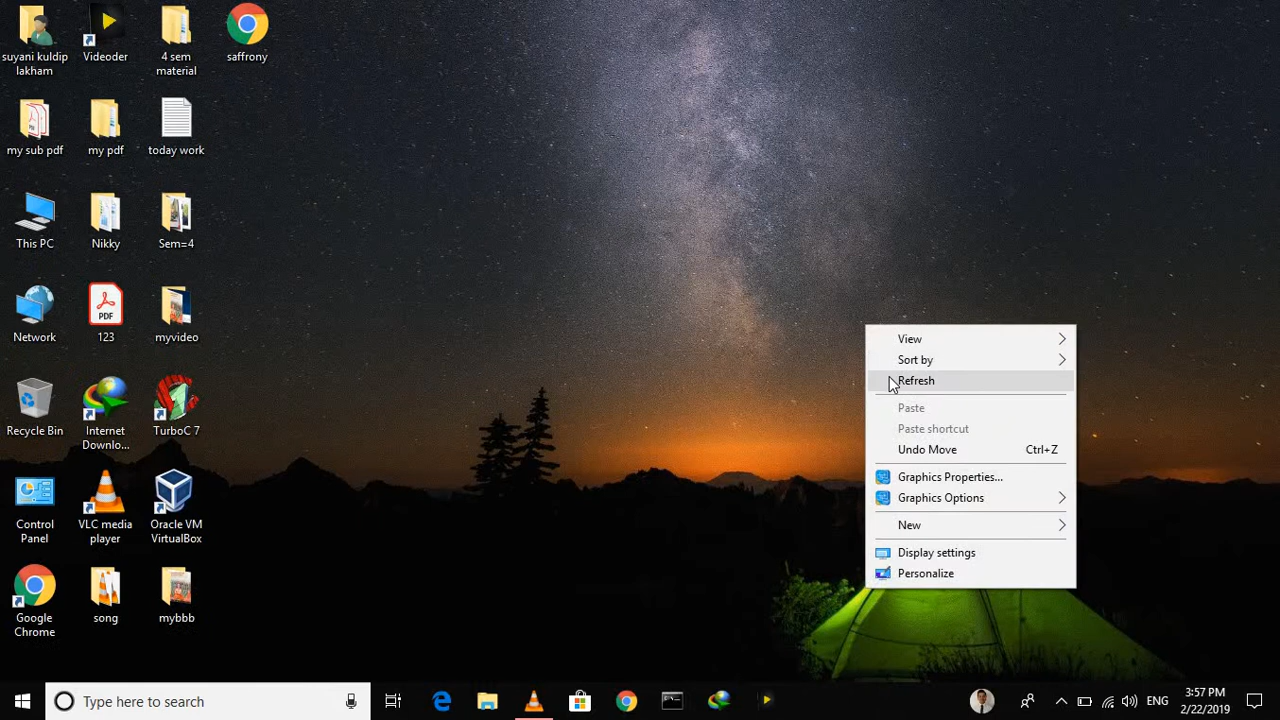 suyani kuldip
lakham
Videoder
4 sem
material
saffrony
my sub pdf
my pdf
today work
This PC
Nikky
Sem=4
Network
PDF
123
myvideo
Recycle Bin
Internet
Downlo...
TurboC 7
Control
Panel
VLC media
player
Oracle VM
VirtualBox
Google
Chrome
song
mybbb
View
Sort by
Refresh
Paste
Paste shortcut
Undo Move Ctrl+Z
Graphics Properties...
Graphics Options
New
Display settings
Personalize
Type here to search
ENG
3:57 PM
2/22/2019